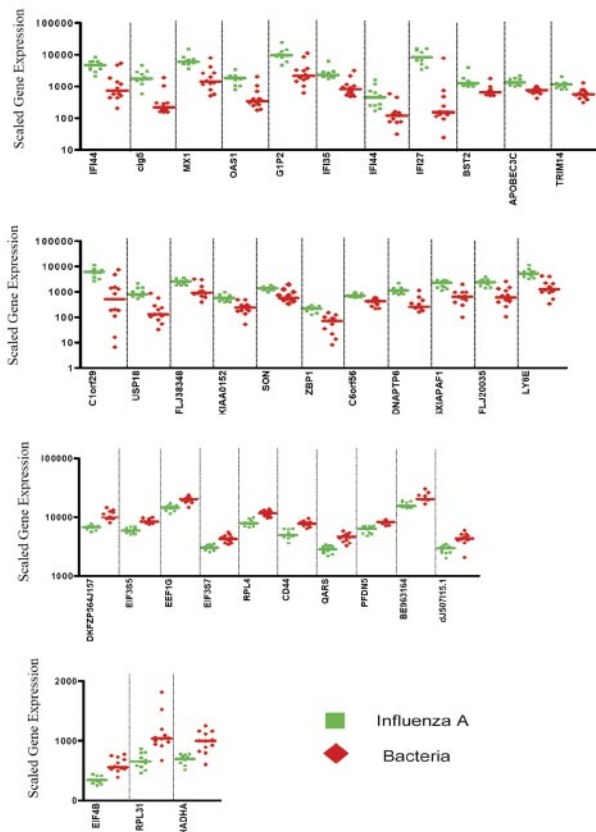 Scaled Gene Expression
100000
10000
1000
100
10
IFI44
cig5
MX1
OAS1
G1P2
IFI35
IFI44
IFI27
BST2
APOBEC3C
TRIM14
Scaled Gene Expression
100000
10000
1000
100
10
1
C1orf29
USP18
FLJ38348
KIAA0152
SON
ZBP1
C6orf56
DNAPTP6
SXIAPAF1
FLJ20035
LY6E
Scaled Gene Expression
100000
10000
1000
DKFZP564J157
EIF3S5
EEF1G
EIF3S7
RPL4
CD44
QARS
PFDN5
BE963164
dJ507I15.1
Scaled Gene Expression
2000
1000
0
EIF4B
RPL31
HADHA
Influenza A
Bacteria